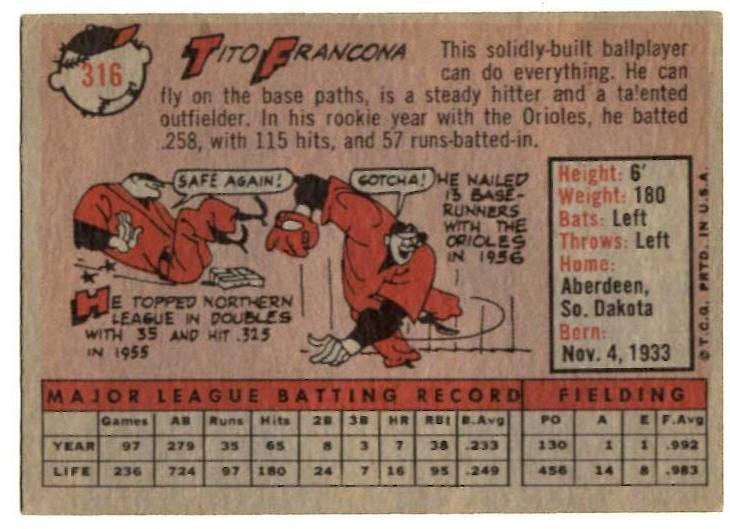 316
TITO FRANCONA
This solidly-built ballplayer
can do everything. He can
fly on the base paths, is a steady hitter and a talented
outfielder. In his rookie year with the Orioles, he batted
.258, with 115 hits, and 57 runs-batted-in.
SAFE AGAIN!
HE TOPPED NORTHERN
LEAGUE IN DOUBLES
WITH 35 AND HIT .325
IN 1955
GOTCHA!
HE NAILED
13 BASE-
RUNNERS
WITH THE
ORIOLES
IN 1956
Height: 6'
Weight: 180
Bats: Left
Throws: Left
Home:
Aberdeen,
So. Dakota
Born:
Nov. 4, 1933
© T.C.G. PRTD. IN U.S.A.
MAJOR LEAGUE BATTING RECORD FIELDING
Games AB Runs Hits 2B 3B HR RBI B.Avg PO A E F.Avg
YEAR 97 279 35 65 8 3 7 38 .233 130 1 1 .992
LIFE 236 724 97 180 24 7 16 95 .249 456 14 8 .983